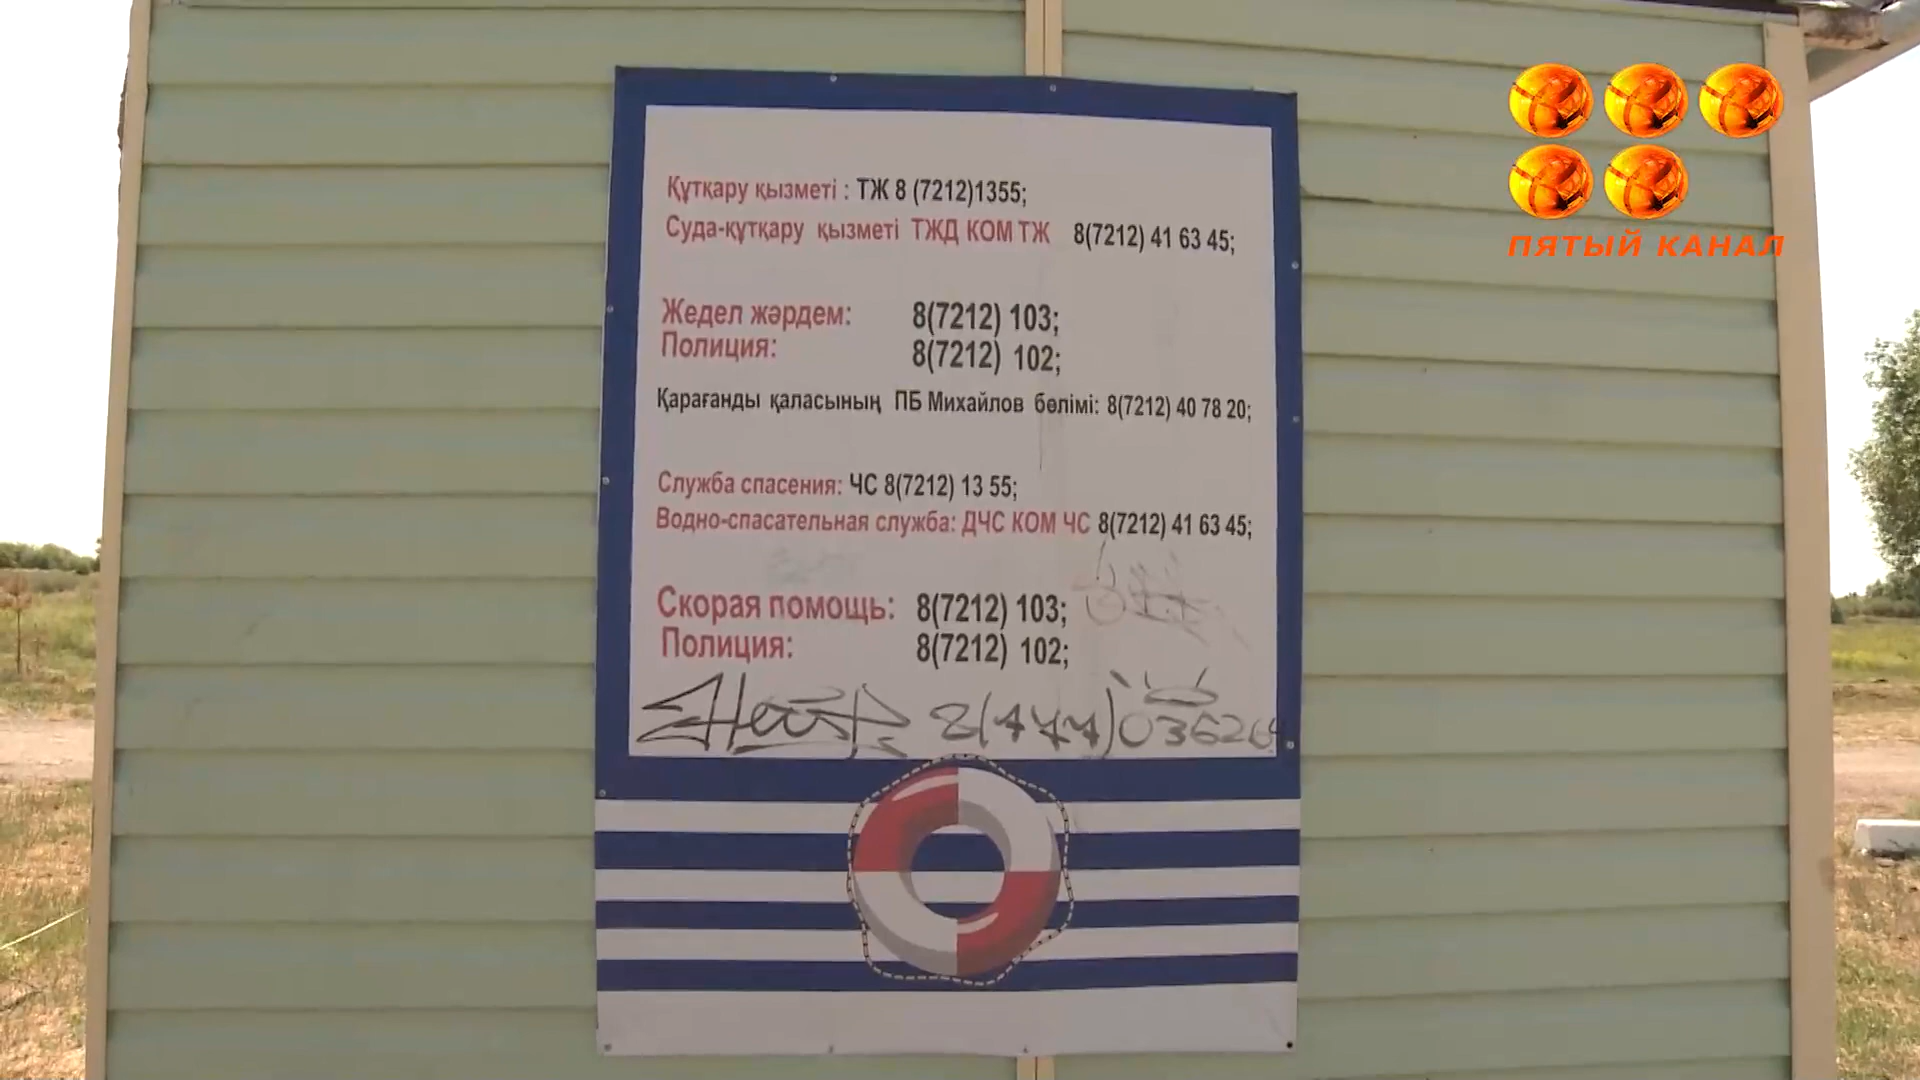 Құтқару қызметі : ТЖ 8 (7212)1355;
Суда-құтқару қызметі ТЖД КОМ ТЖ 8(7212) 41 63 45;
Жедел жәрдем: 8(7212) 103;
Полиция: 8(7212) 102;
Қарағанды қаласының ПБ Михайлов бөлімі: 8(7212) 40 78 20;
Служба спасения: ЧС 8(7212) 13 55;
Водно-спасательная служба: ДЧС КОМ ЧС 8(7212) 41 63 45;
Скорая помощь: 8(7212) 103;
Полиция: 8(7212) 102;
ПЯТЫЙ КАНАЛ